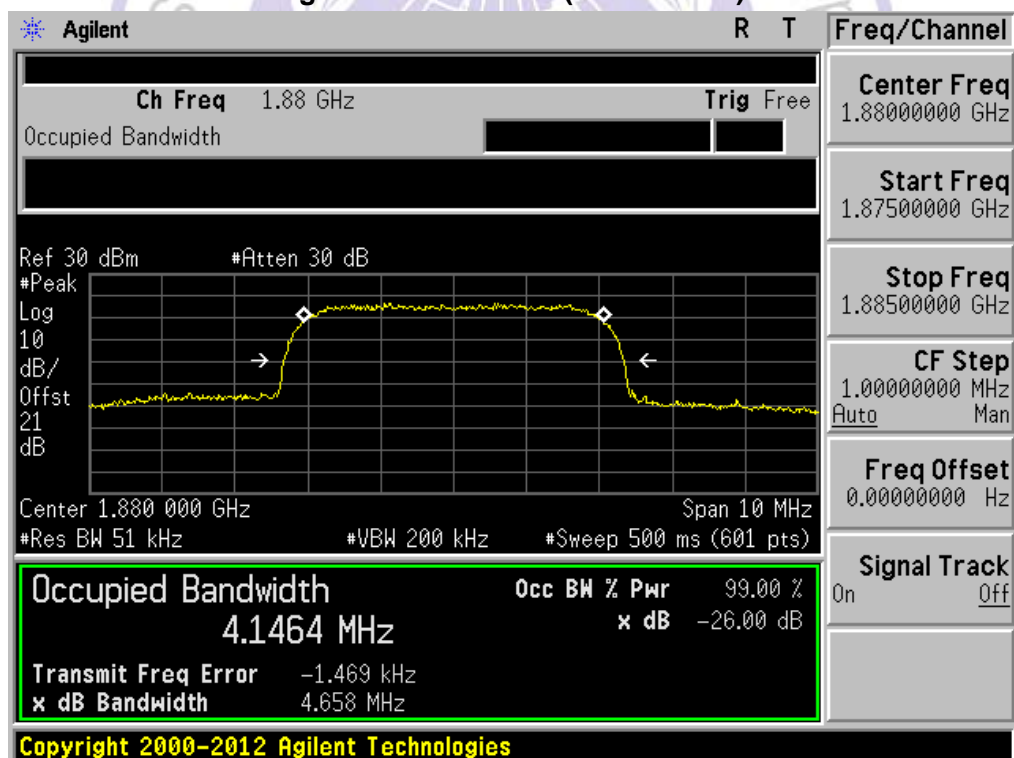 Agilent
R T
Freq/Channel
Ch Freq 1.88 GHz
Trig Free
Occupied Bandwidth
Center Freq
1.88000000 GHz
Start Freq
1.87500000 GHz
Stop Freq
1.88500000 GHz
CF Step
1.00000000 MHz
Auto Man
Freq Offset
0.00000000 Hz
Signal Track
On Off
Ref 30 dBm
#Atten 30 dB
#Peak
Log
10
dB/
Offst
21
dB
Center 1.880 000 GHz
Span 10 MHz
#Res BW 51 kHz
#VBW 200 kHz
#Sweep 500 ms (601 pts)
Occupied Bandwidth
4.1464 MHz
Occ BW % Pwr 99.00 %
x dB -26.00 dB
Transmit Freq Error -1.469 kHz
x dB Bandwidth 4.658 MHz
Copyright 2000-2012 Agilent Technologies